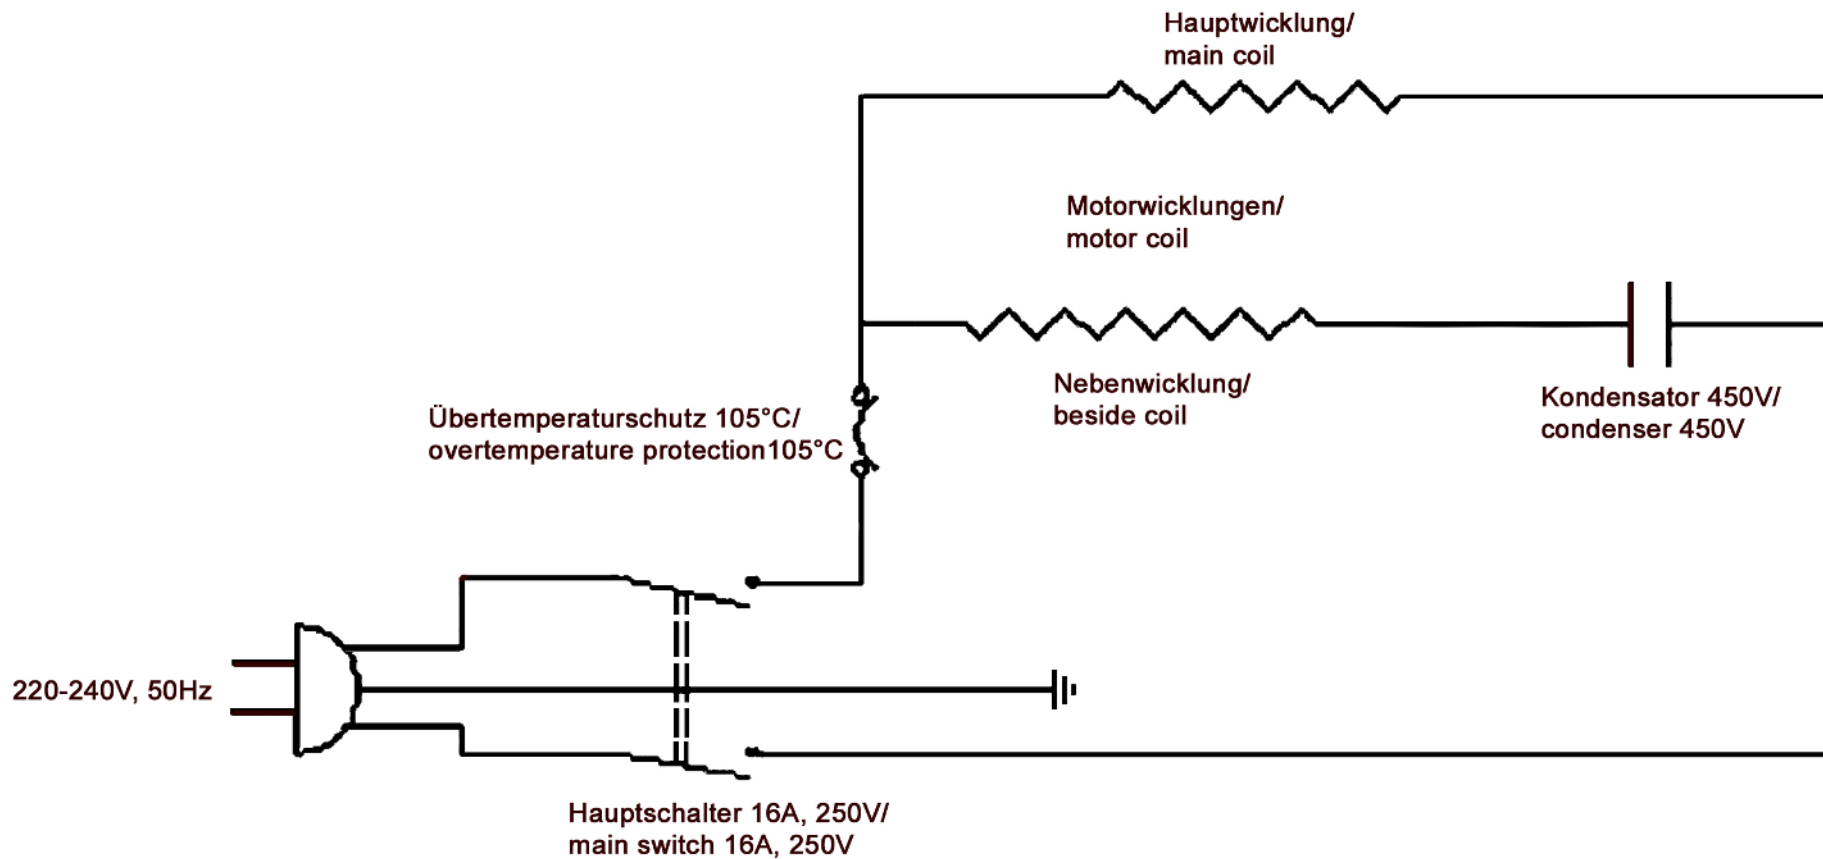 Hauptwicklung/
main coil
Motorwicklungen/
motor coil
Nebenwicklung/
beside coil
Kondensator 450V/
condenser 450V
Übertemperaturschutz 105°C/
overtemperature protection105°C
220-240V, 50Hz
Hauptschalter 16A, 250V/
main switch 16A, 250V